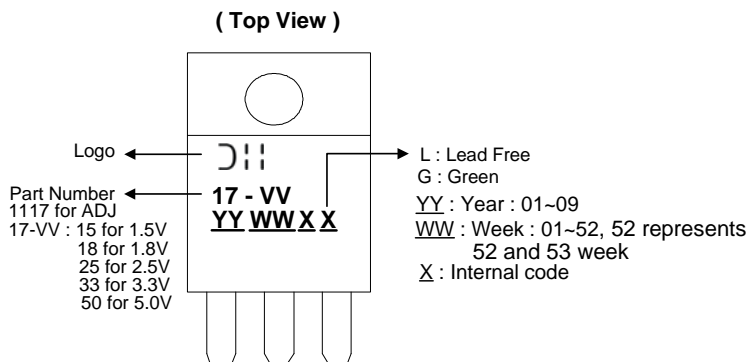 ( Top View )
Logo
Part Number
1117 for ADJ
17-VV : 15 for 1.5V
18 for 1.8V
25 for 2.5V
33 for 3.3V
50 for 5.0V
17 - VV
YY WW X X
L : Lead Free
G : Green
YY : Year : 01~09
WW : Week : 01~52, 52 represents
52 and 53 week
X : Internal code